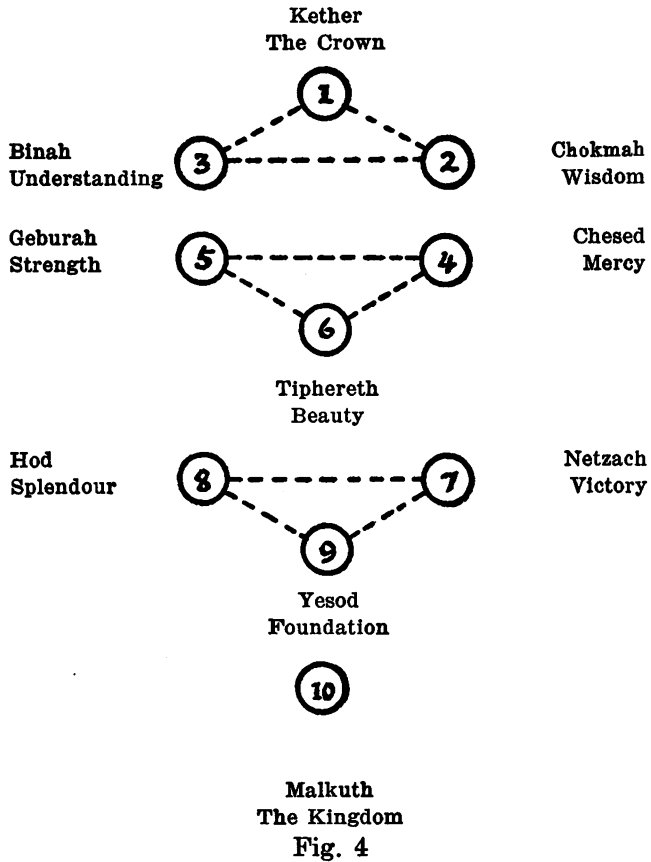 Kether
The Crown
1
Binah
Understanding
3
2
Chokmah
Wisdom
Geburah
Strength
5
4
Chesed
Mercy
6
Tiphereth
Beauty
Hod
Splendour
8
7
Netzach
Victory
9
Yesod
Foundation
10
Malkuth
The Kingdom
Fig. 4